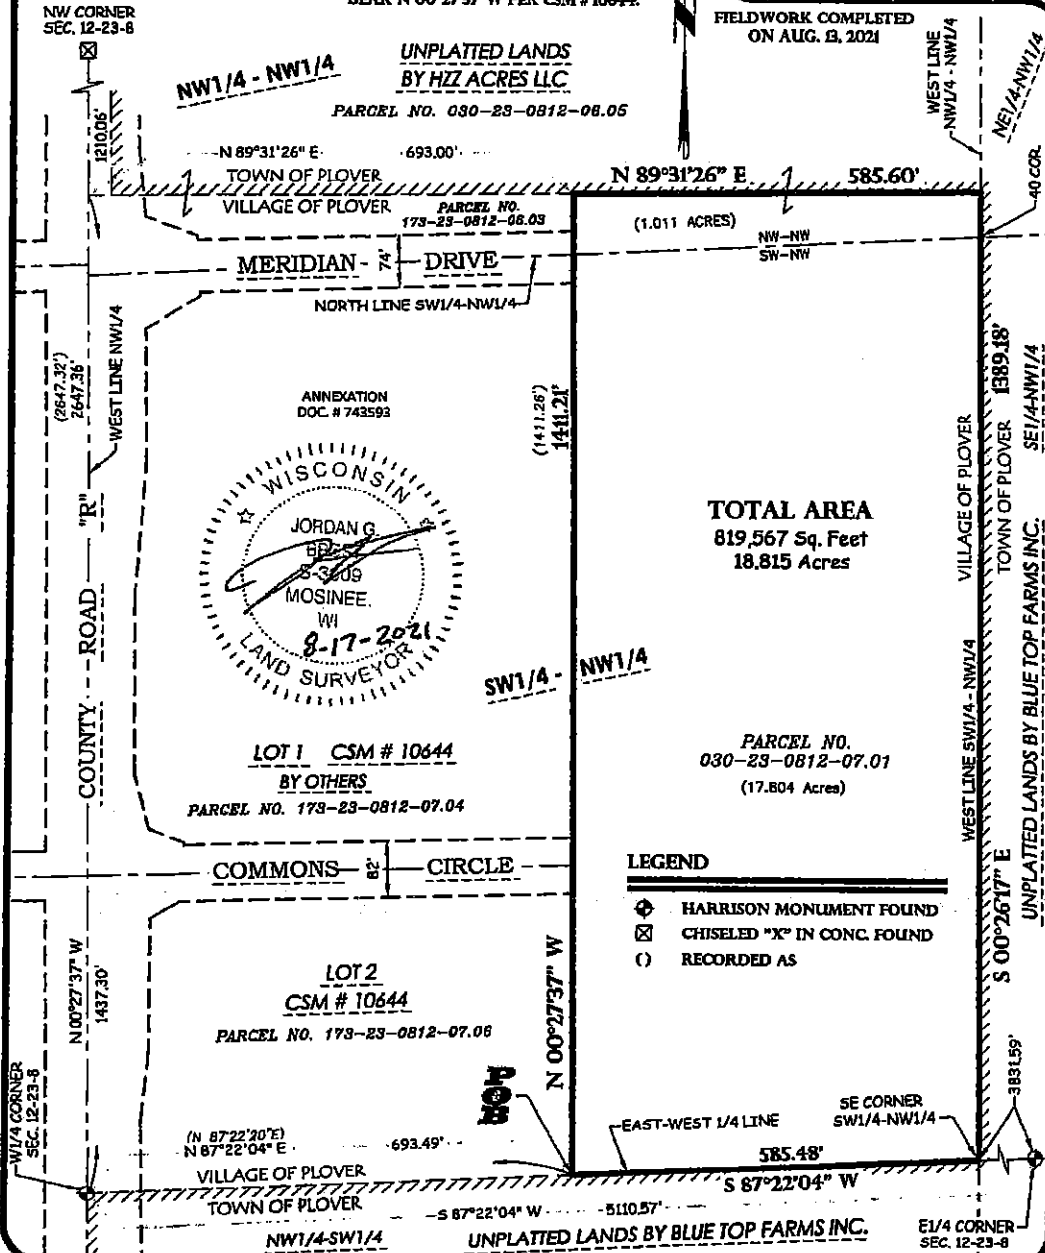 BEAR N 00°27'37" W PER CSM # 10644.
NW CORNER
SEC. 12-23-8
FIELDWORK COMPLETED
ON AUG. 13, 2021
UNPLATTED LANDS
BY HZZ ACRES LLC
NW1/4 - NW1/4
PARCEL NO. 030-23-0812-06.05
WEST LINE
NW1/4 - NW1/4
NE1/4-NW1/4
1210.06'
N 89°31'26" E
693.00'
TOWN OF PLOVER
VILLAGE OF PLOVER
PARCEL NO.
173-23-0812-06.03
N 89°31'26" E
585.60'
40 COR.
(1.011 ACRES)
NW-NW
SW-NW
MERIDIAN
74'
DRIVE
NORTH LINE SW1/4-NW1/4
(2647.32')
2647.36'
WEST LINE NW1/4
ANNEXATION
DOC. # 743593
(1411.26')
1411.21'
1389.18'
SE1/4-NW1/4
WISCONSIN
JORDAN G.
MOSINEE,
WI
8-17-2021
LAND SURVEYOR
TOTAL AREA
819,567 Sq. Feet
18.815 Acres
VILLAGE OF PLOVER
TOWN OF PLOVER
UNPLATTED LANDS BY BLUE TOP FARMS INC.
COUNTY ROAD "R"
SW1/4 - NW1/4
WEST LINE SW1/4 - NW1/4
LOT 1 CSM # 10644
BY OTHERS
PARCEL NO. 173-23-0812-07.04
PARCEL NO.
030-23-0812-07.01
(17.804 Acres)
COMMONS
82'
CIRCLE
LEGEND
HARRISON MONUMENT FOUND
CHISELED "X" IN CONC. FOUND
() RECORDED AS
S 00°26'17" E
N 00°27'37" W
1437.30'
LOT 2
CSM # 10644
PARCEL NO. 173-23-0812-07.06
N 00°27'37" W
POB
W1/4 CORNER
SEC. 12-23-8
3831.59'
SE CORNER
SW1/4-NW1/4
EAST-WEST 1/4 LINE
(N 87°22'20"E)
N 87°22'04" E
693.49'
585.48'
S 87°22'04" W
VILLAGE OF PLOVER
TOWN OF PLOVER
S 87°22'04" W
5110.57'
NW1/4-SW1/4
UNPLATTED LANDS BY BLUE TOP FARMS INC.
E1/4 CORNER
SEC. 12-23-8